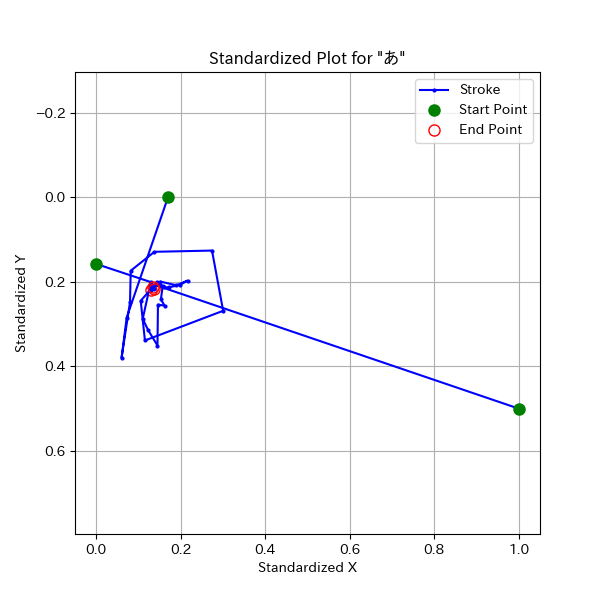 Standardized Plot for "あ"
Stroke
Start Point
End Point
−0.2
0.0
0.2
0.4
0.6
Standardized Y
0.0 0.2 0.4 0.6 0.8 1.0
Standardized X